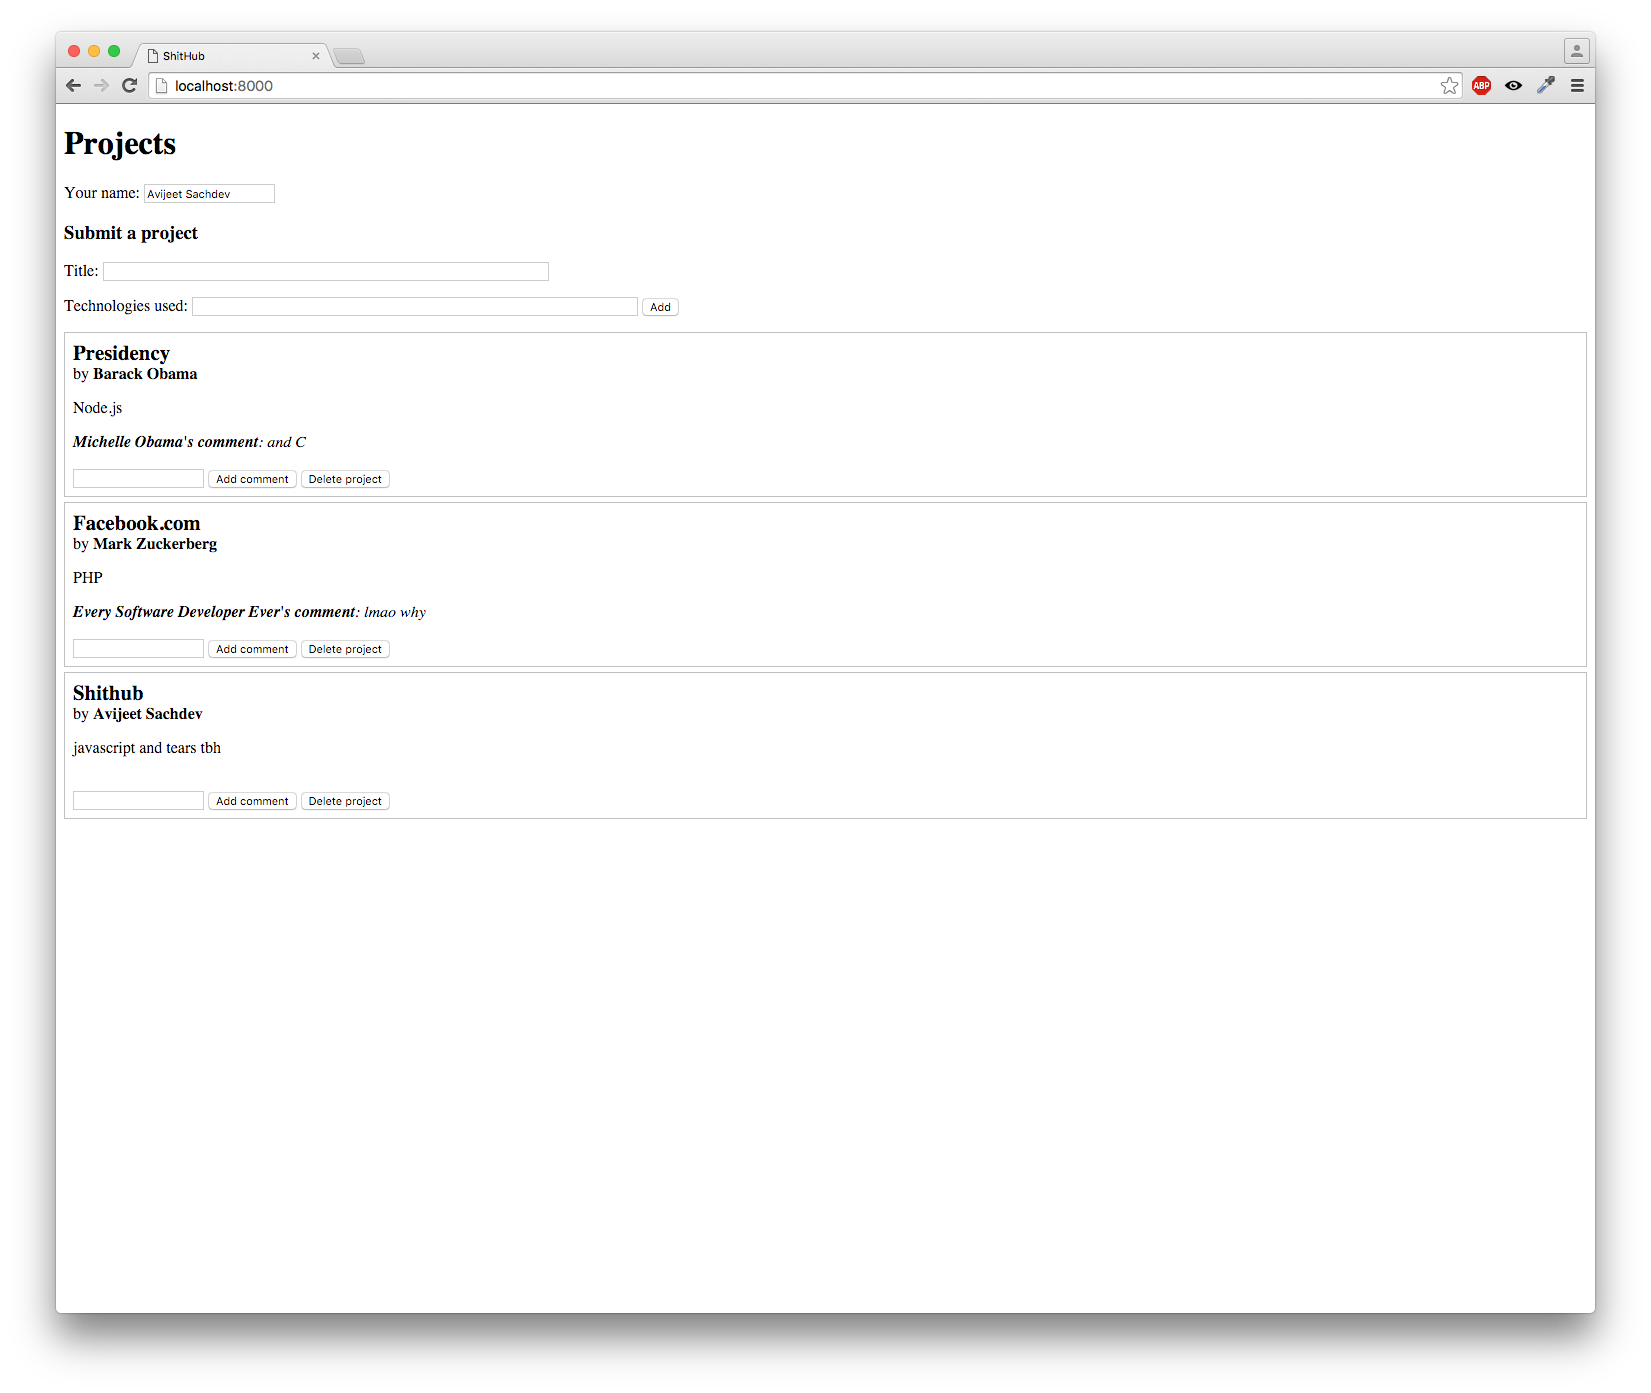 ShitHub
localhost:8000
ABP
Projects
Your name: Avijeet Sachdev
Submit a project
Title:
Technologies used: Add
Presidency
by Barack Obama
Node.js
Michelle Obama's comment: and C
Add comment Delete project
Facebook.com
by Mark Zuckerberg
PHP
Every Software Developer Ever's comment: lmao why
Add comment Delete project
Shithub
by Avijeet Sachdev
javascript and tears tbh
Add comment Delete project